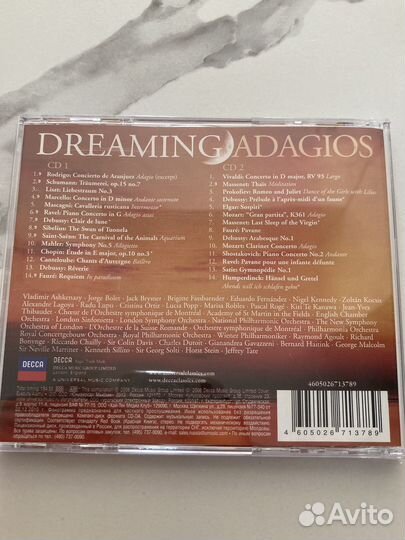 DREAMING ADAGIOS
CD 1
1. Rodrigo: Concierto de Aranjuez Adagio (excerpt)
2. Schumann: Träumerei, op.15 no.7
3. Liszt: Liebestraum No.3
4. Marcello: Concerto in D minor Andante sostenuto
5. Mascagni: Cavalleria rusticana Intermezzo
6. Ravel: Piano Concerto in G Adagio assai
7. Debussy: Clair de lune
8. Sibelius: The Swan of Tuonela
9. Saint-Saëns: The Carnival of the Animals Aquarium
10. Mahler: Symphony No.5 Adagietto
11. Chopin: Étude in E major, op.10 no.3
12. Canteloube: Chants d'Auvergne Baïlèro
13. Debussy: Rêverie
14. Fauré: Requiem In paradisum
CD 2
1. Vivaldi: Concerto in D major, RV 93 Largo
2. Massenet: Thaïs Meditation
3. Prokofiev: Romeo and Juliet Dance of the Girls with Lilies
4. Debussy: Prélude à l'après-midi d'un faune
5. Elgar: Sospiri
6. Mozart: "Gran partita", K361 Adagio
7. Massenet: Last Sleep of the Virgin
8. Fauré: Pavane
9. Debussy: Arabesque No.1
10. Mozart: Clarinet Concerto Adagio
11. Shostakovich: Piano Concerto No.2 Andante
12. Ravel: Pavane pour une infante défunte
13. Satie: Gymnopédie No.1
14. Humperdinck: Hänsel und Gretel
Abends will ich schlafen gehn
Vladimir Ashkenazy · Jorge Bolet · Jack Brymer · Brigitte Fassbaender · Eduardo Fernández · Nigel Kennedy · Zoltán Kocsis
Alexandre Lagoya · Radu Lupu · Cristina Ortiz · Lucia Popp · Marisa Robles · Pascal Rogé · Kiri Te Kanawa · Jean-Yves
Thibaudet · Choeur de l'Orchestre symphonique de Montréal · Academy of St Martin in the Fields · English Chamber
Orchestra · London Sinfonietta · London Symphony Orchestra · National Philharmonic Orchestra · The New Symphony
Orchestra of London · L'Orchestre de la Suisse Romande · Orchestre symphonique de Montréal · Philharmonia Orchestra
Royal Concertgebouw Orchestra · Royal Philharmonic Orchestra · Wiener Philharmoniker · Raymond Agoult · Richard
Bonynge · Riccardo Chailly · Sir Colin Davis · Charles Dutoit · Gianandrea Gavazzeni · Bernard Haitink · George Malcolm
Sir Neville Marriner · Kenneth Sillito · Sir Georg Solti · Horst Stein · Jeffrey Tate
DECCA
DECCA MUSIC GROUP LIMITED
A UNIVERSAL MUSIC COMPANY
www.deccaclassics.com
4605026713789
4 605026 713789
Avito